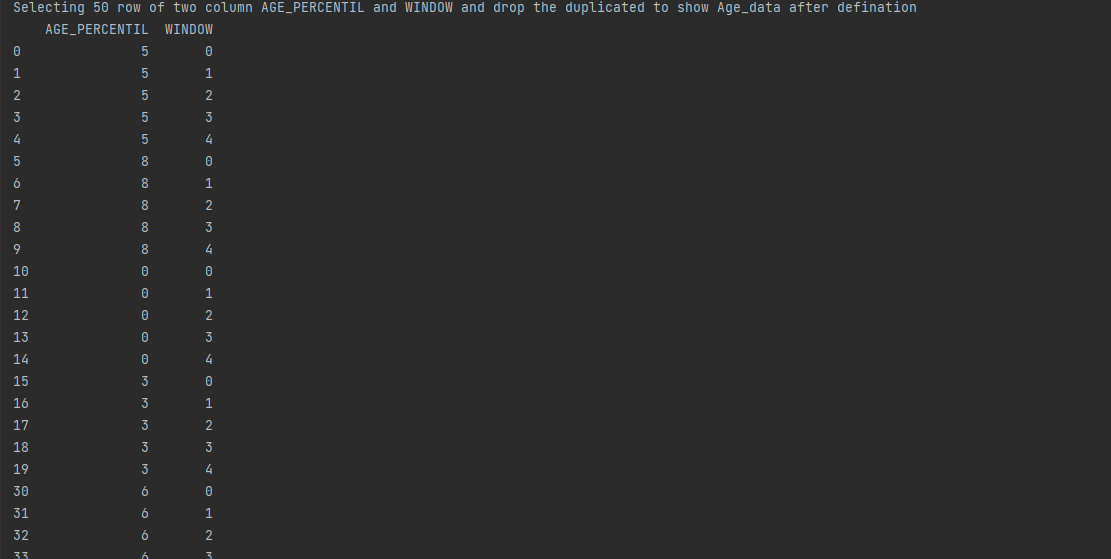 Selecting 50 row of two column AGE_PERCENTIL and WINDOW and drop the duplicated to show Age_data after defination
AGE_PERCENTIL WINDOW
0 5 0
1 5 1
2 5 2
3 5 3
4 5 4
5 8 0
6 8 1
7 8 2
8 8 3
9 8 4
10 0 0
11 0 1
12 0 2
13 0 3
14 0 4
15 3 0
16 3 1
17 3 2
18 3 3
19 3 4
30 6 0
31 6 1
32 6 2
33 6 3